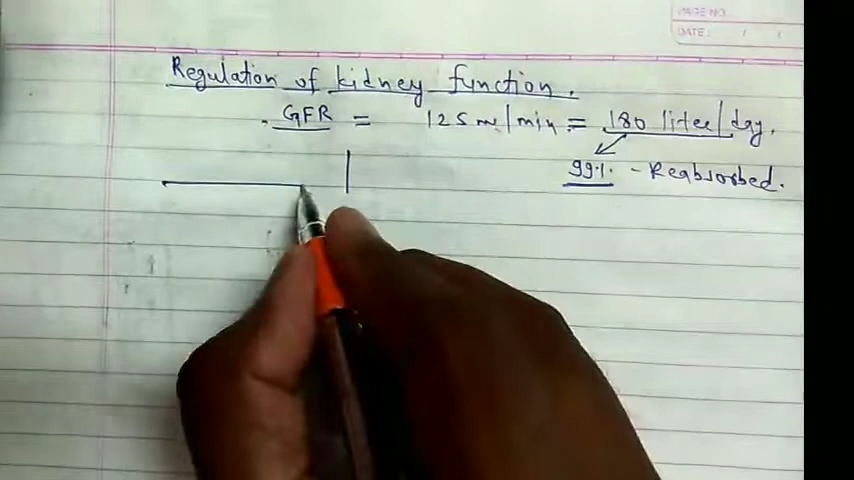 PAGE NO.
DATE: / /
Regulation of kidney function.
GFR = 125 ml/min = 180 liter/day.
99% - Reabsorbed.